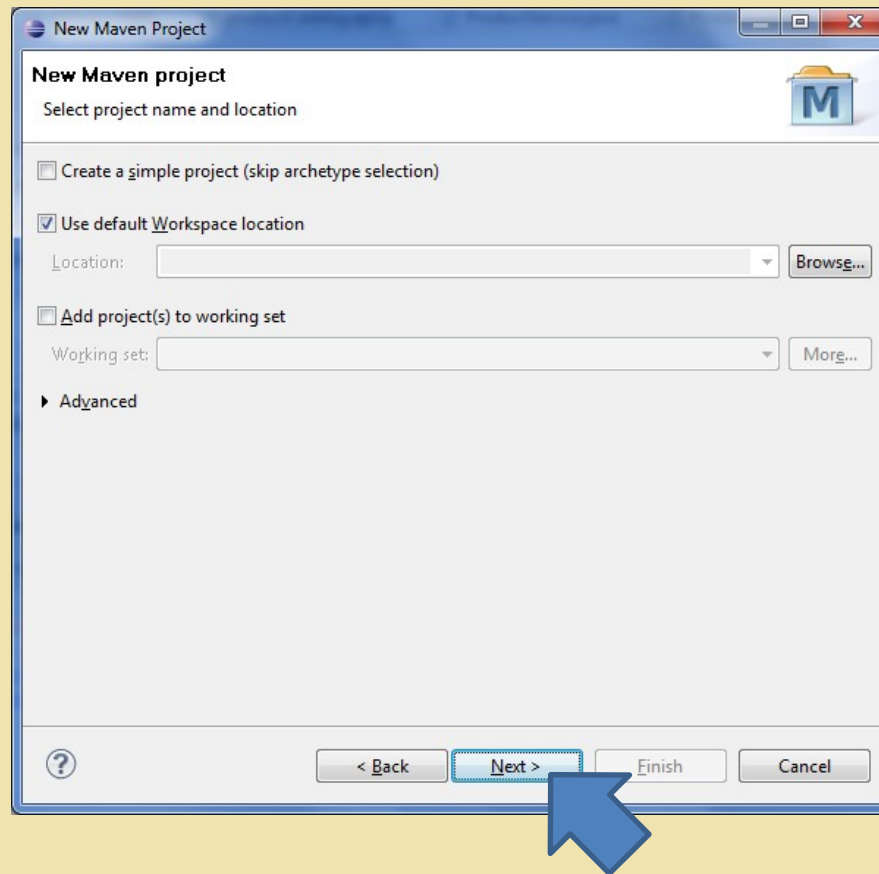 New Maven Project
New Maven project
Select project name and location
M
Create a simple project (skip archetype selection)
Use default Workspace location
Location:
Browse...
Add project(s) to working set
Working set:
More...
Advanced
?
< Back
Next >
Finish
Cancel